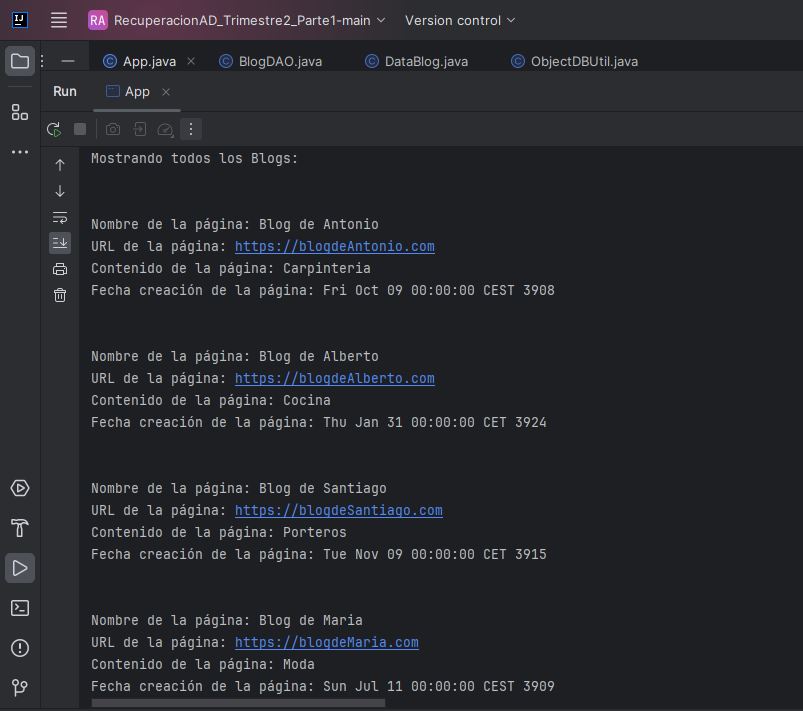 RA RecuperacionAD_Trimestre2_Parte1-main Version control
App.java BlogDAO.java DataBlog.java ObjectDBUtil.java
Run App
Mostrando todos los Blogs:
Nombre de la página: Blog de Antonio
URL de la página: https://blogdeAntonio.com
Contenido de la página: Carpinteria
Fecha creación de la página: Fri Oct 09 00:00:00 CEST 3908
Nombre de la página: Blog de Alberto
URL de la página: https://blogdeAlberto.com
Contenido de la página: Cocina
Fecha creación de la página: Thu Jan 31 00:00:00 CET 3924
Nombre de la página: Blog de Santiago
URL de la página: https://blogdeSantiago.com
Contenido de la página: Porteros
Fecha creación de la página: Tue Nov 09 00:00:00 CET 3915
Nombre de la página: Blog de Maria
URL de la página: https://blogdeMaria.com
Contenido de la página: Moda
Fecha creación de la página: Sun Jul 11 00:00:00 CEST 3909